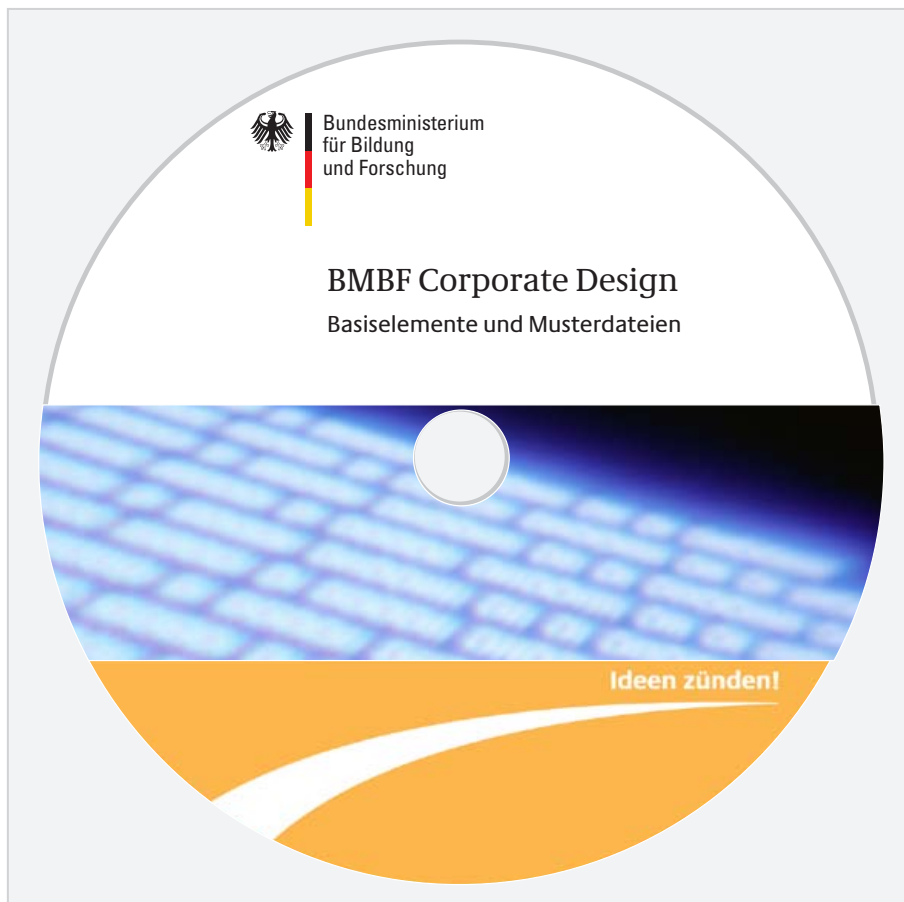 Bundesministerium
für Bildung
und Forschung
BMBF Corporate Design
Basiselemente und Musterdateien
Ideen zünden!